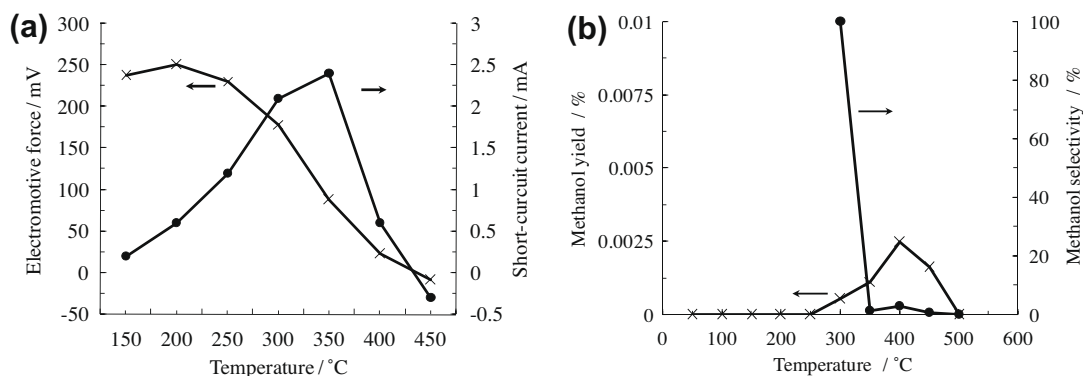 (a)
300
250
200
150
100
50
0
-50
Electromotive force / mV
3
2.5
2
1.5
1
0.5
0
-0.5
Short-curcuit current / mA
150 200 250 300 350 400 450
Temperature / °C
(b)
0.01
0.0075
0.005
0.0025
0
Methanol yield / %
100
80
60
40
20
0
Methanol selectivity / %
0 100 200 300 400 500 600
Temperature / °C